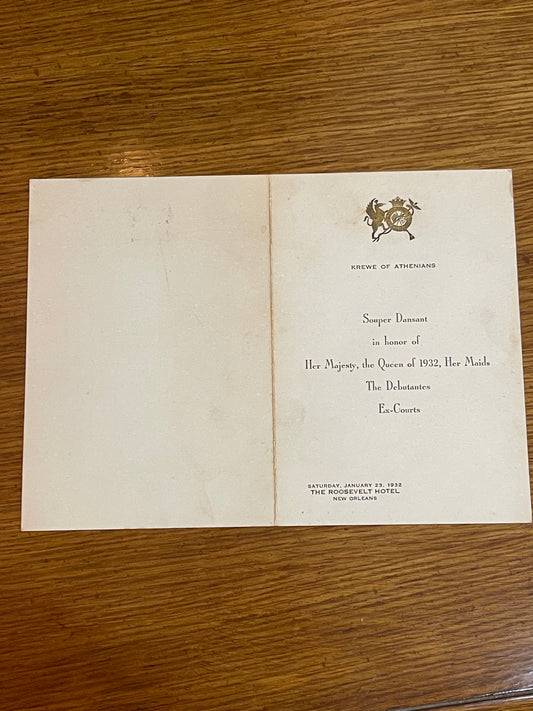 KREWE OF ATHENIANS
Souper Dansant
in honor of
Her Majesty, the Queen of 1932, Her Maids
The Debutantes
Ex-Courts
SATURDAY, JANUARY 23, 1932
THE ROOSEVELT HOTEL
NEW ORLEANS